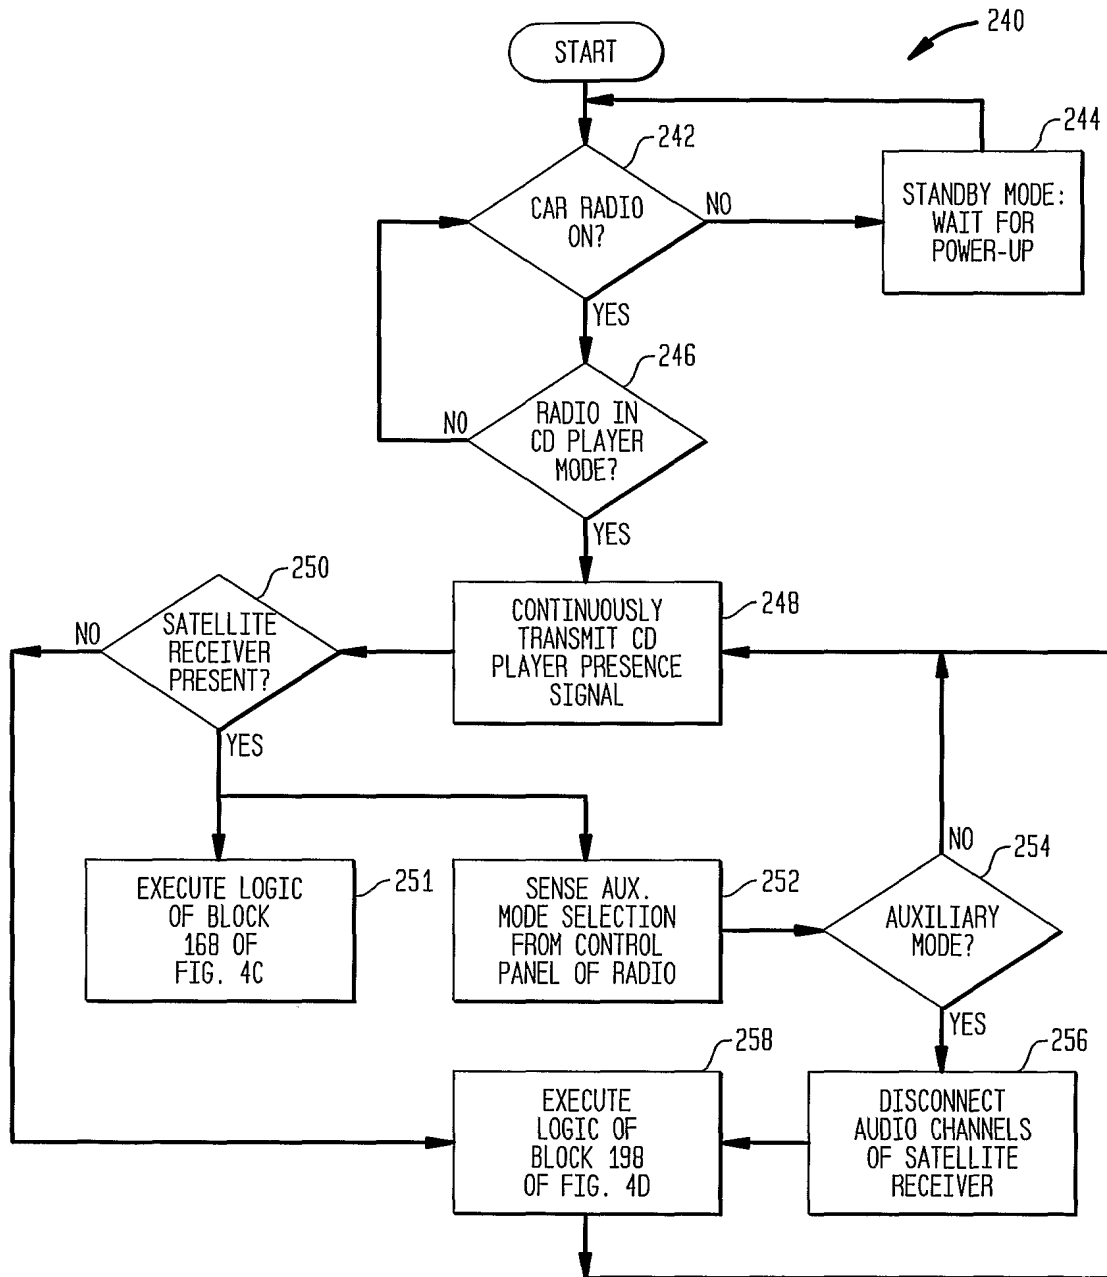 240
START
242
244
CAR RADIO
ON?
NO
STANDBY MODE:
WAIT FOR
POWER-UP
YES
246
NO
RADIO IN
CD PLAYER
MODE?
YES
250
248
NO
SATELLITE
RECEIVER
PRESENT?
CONTINUOUSLY
TRANSMIT CD
PLAYER PRESENCE
SIGNAL
YES
251
EXECUTE LOGIC
OF BLOCK
168 OF
FIG. 4C
252
SENSE AUX.
MODE SELECTION
FROM CONTROL
PANEL OF RADIO
NO
254
AUXILIARY
MODE?
YES
258
256
EXECUTE
LOGIC OF
BLOCK 198
OF FIG. 4D
DISCONNECT
AUDIO CHANNELS
OF SATELLITE
RECEIVER